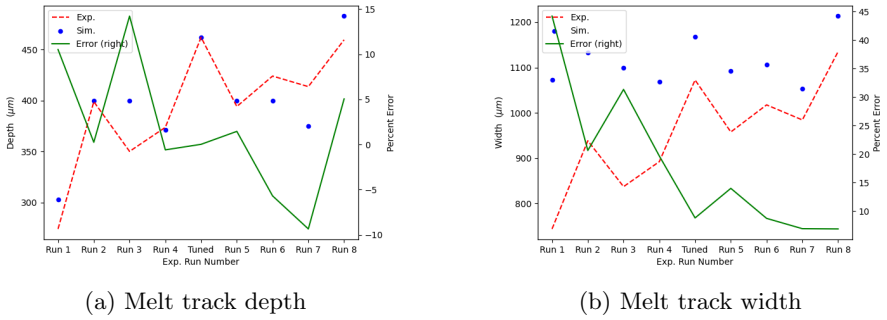 Exp.
Sim.
Error (right)
450
400
350
300
Depth (μm)
15
10
5
0
−5
−10
Percent Error
Run 1 Run 2 Run 3 Run 4 Tuned Run 5 Run 6 Run 7 Run 8
Exp. Run Number
(a) Melt track depth
Exp.
Sim.
Error (right)
1200
1100
1000
900
800
Width (μm)
45
40
35
30
25
20
15
10
Percent Error
Run 1 Run 2 Run 3 Run 4 Tuned Run 5 Run 6 Run 7 Run 8
Exp. Run Number
(b) Melt track width